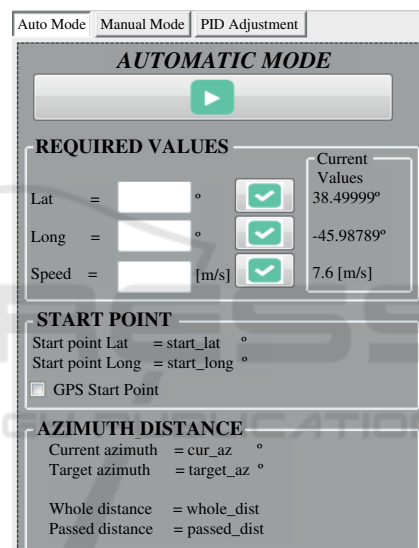 Auto Mode Manual Mode PID Adjustment
AUTOMATIC MODE
REQUIRED VALUES
Current
Values
Lat = º 38.49999º
Long = º -45.98789º
Speed = [m/s] 7.6 [m/s]
START POINT
Start point Lat = start_lat º
Start point Long = start_long º
GPS Start Point
AZIMUTH_DISTANCE
Current azimuth = cur_az º
Target azimuth = target_az º
Whole distance = whole_dist
Passed distance = passed_dist